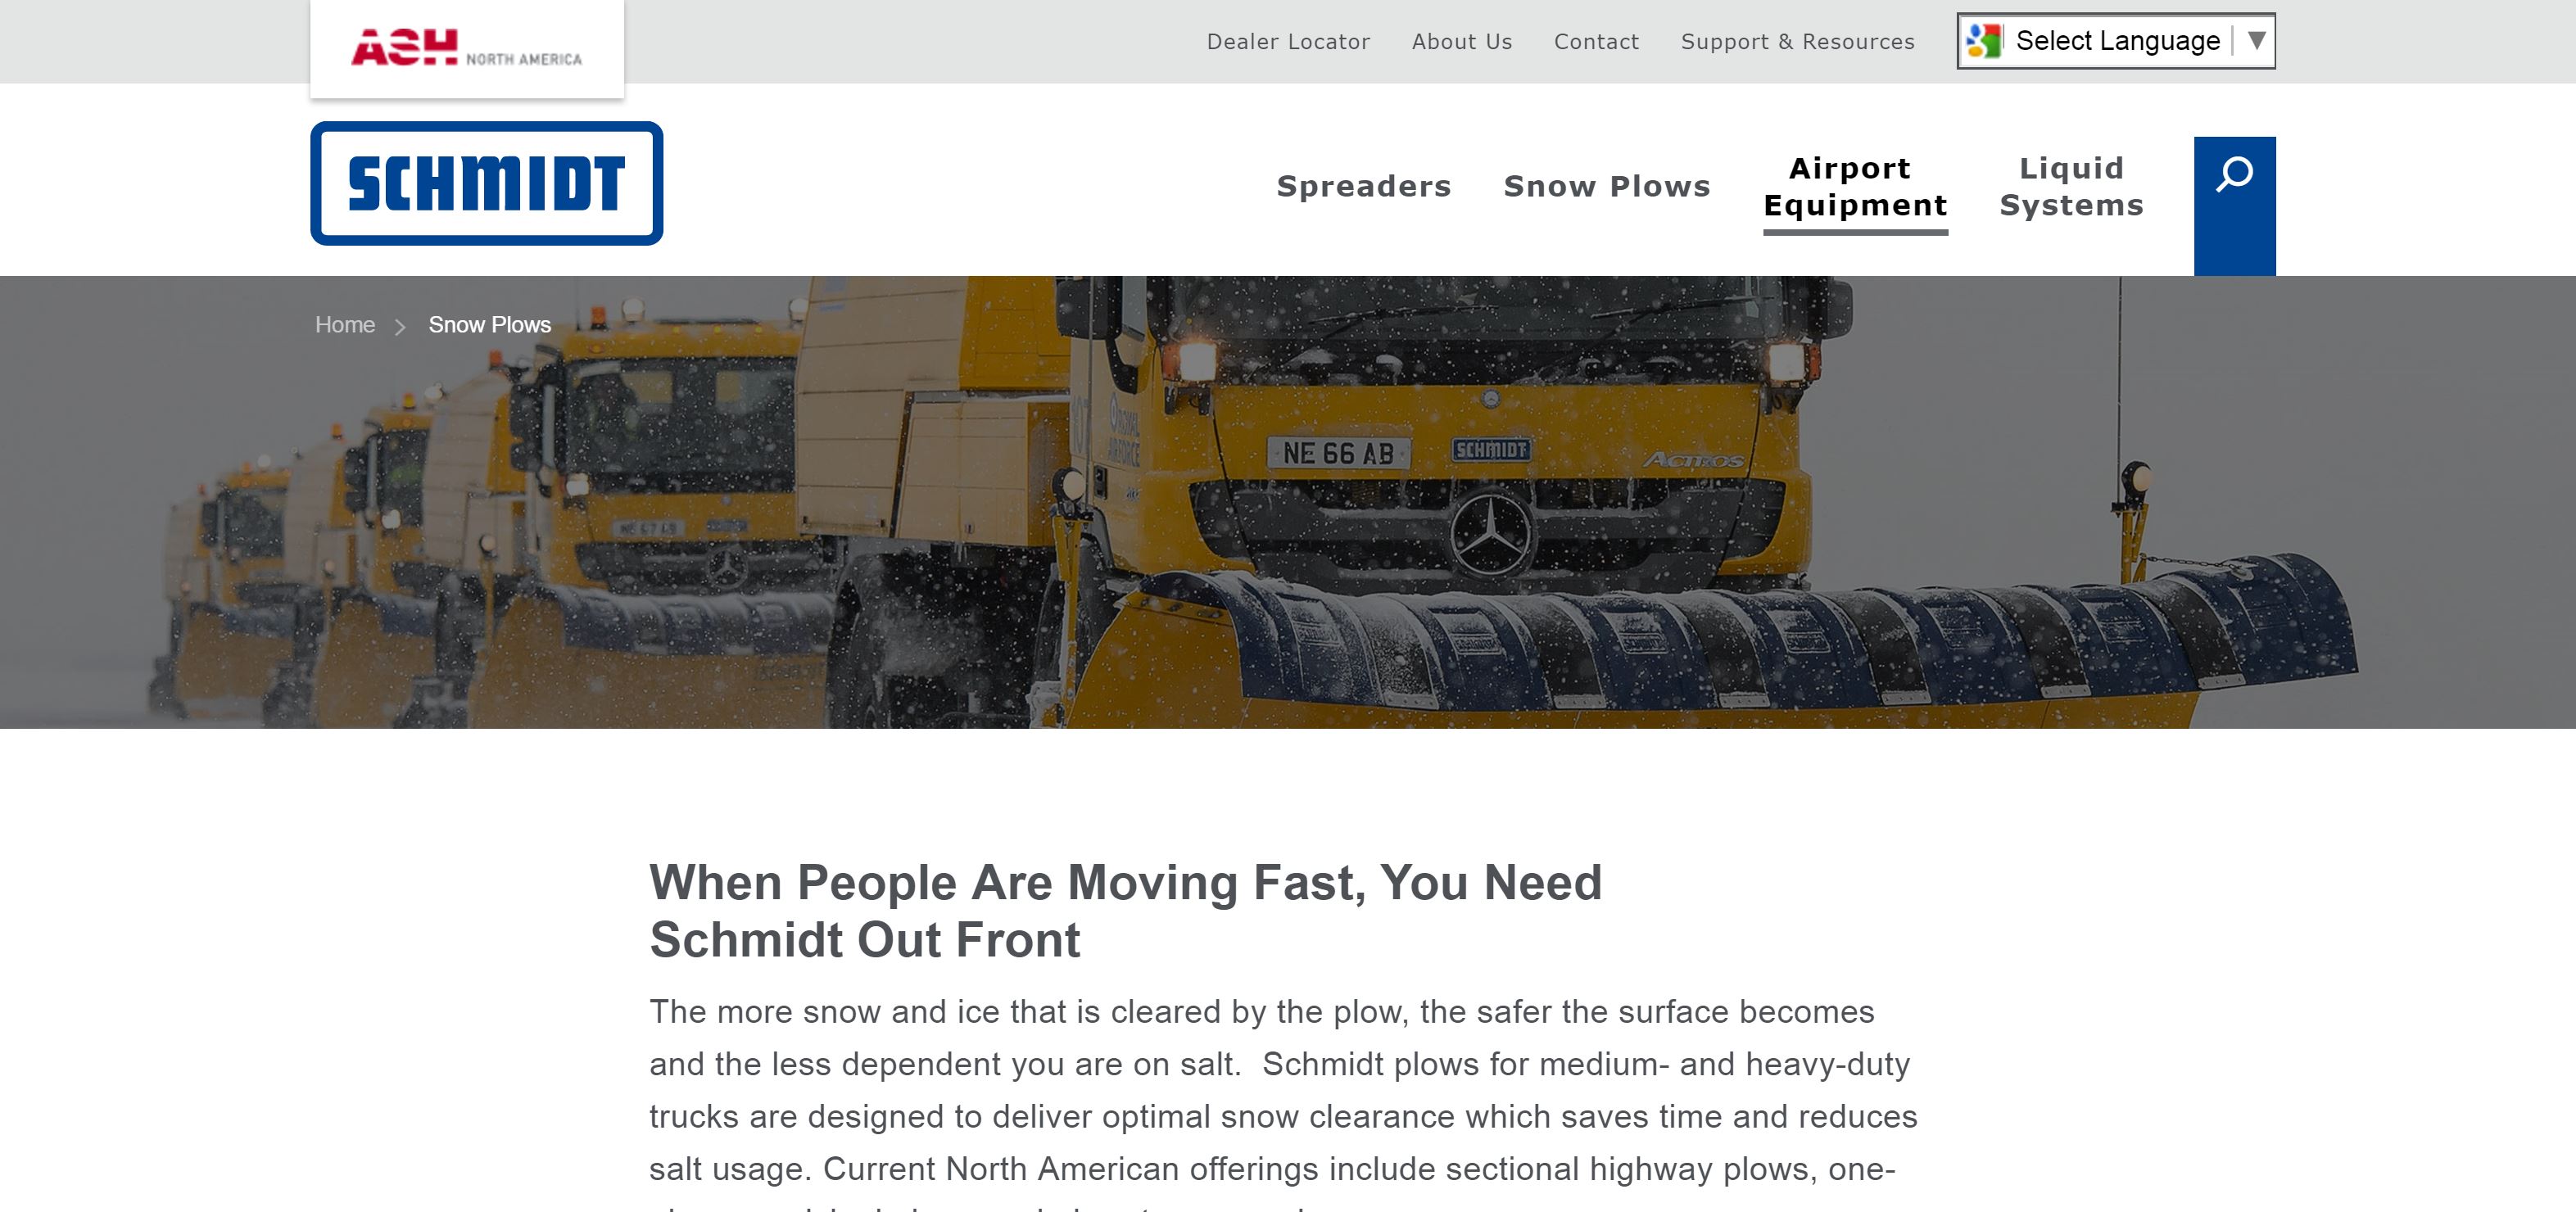 ASH NORTH AMERICA
Dealer Locator About Us Contact Support & Resources Select Language ▼
SCHMIDT
Spreaders Snow Plows Airport Equipment Liquid Systems
Home > Snow Plows
ROYAL
AIR FORCE
NE 66 AB SCHMIDT Actros
When People Are Moving Fast, You Need
Schmidt Out Front
The more snow and ice that is cleared by the plow, the safer the surface becomes
and the less dependent you are on salt.  Schmidt plows for medium- and heavy-duty
trucks are designed to deliver optimal snow clearance which saves time and reduces
salt usage. Current North American offerings include sectional highway plows, one-